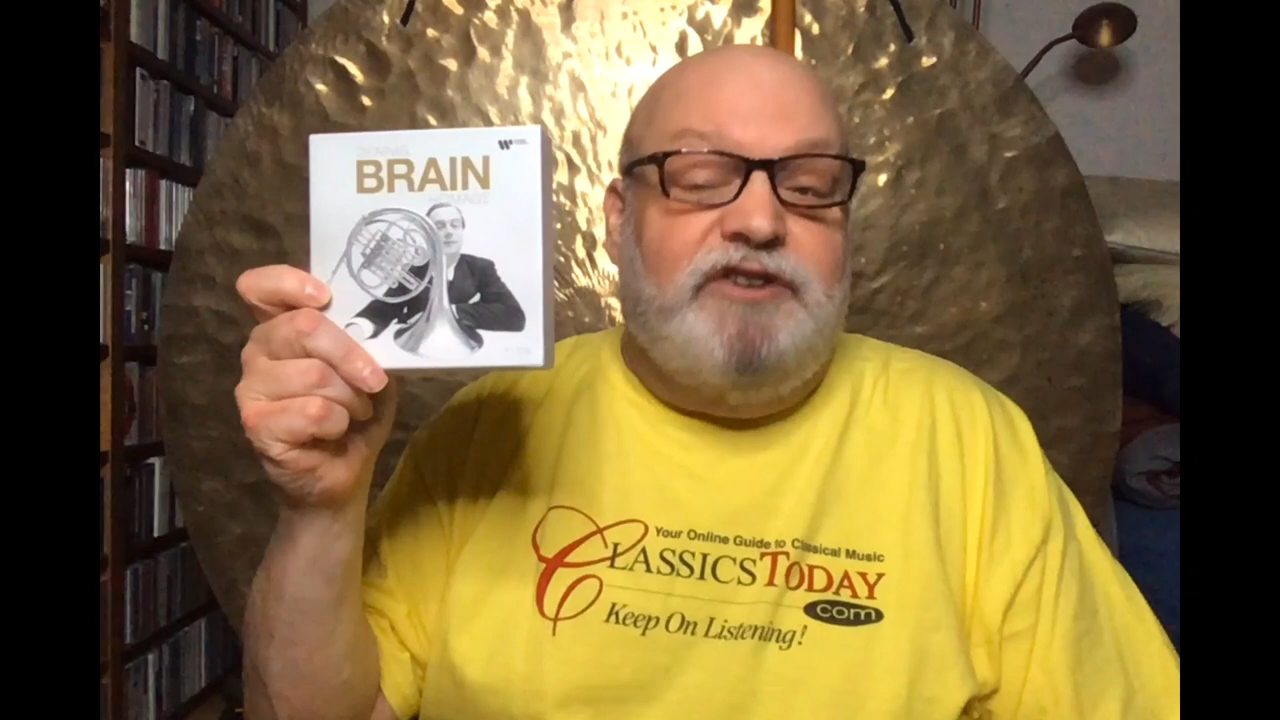 BRAIN
Your Online Guide to Classical Music
CLASSICSTODAY
com
Keep On Listening!